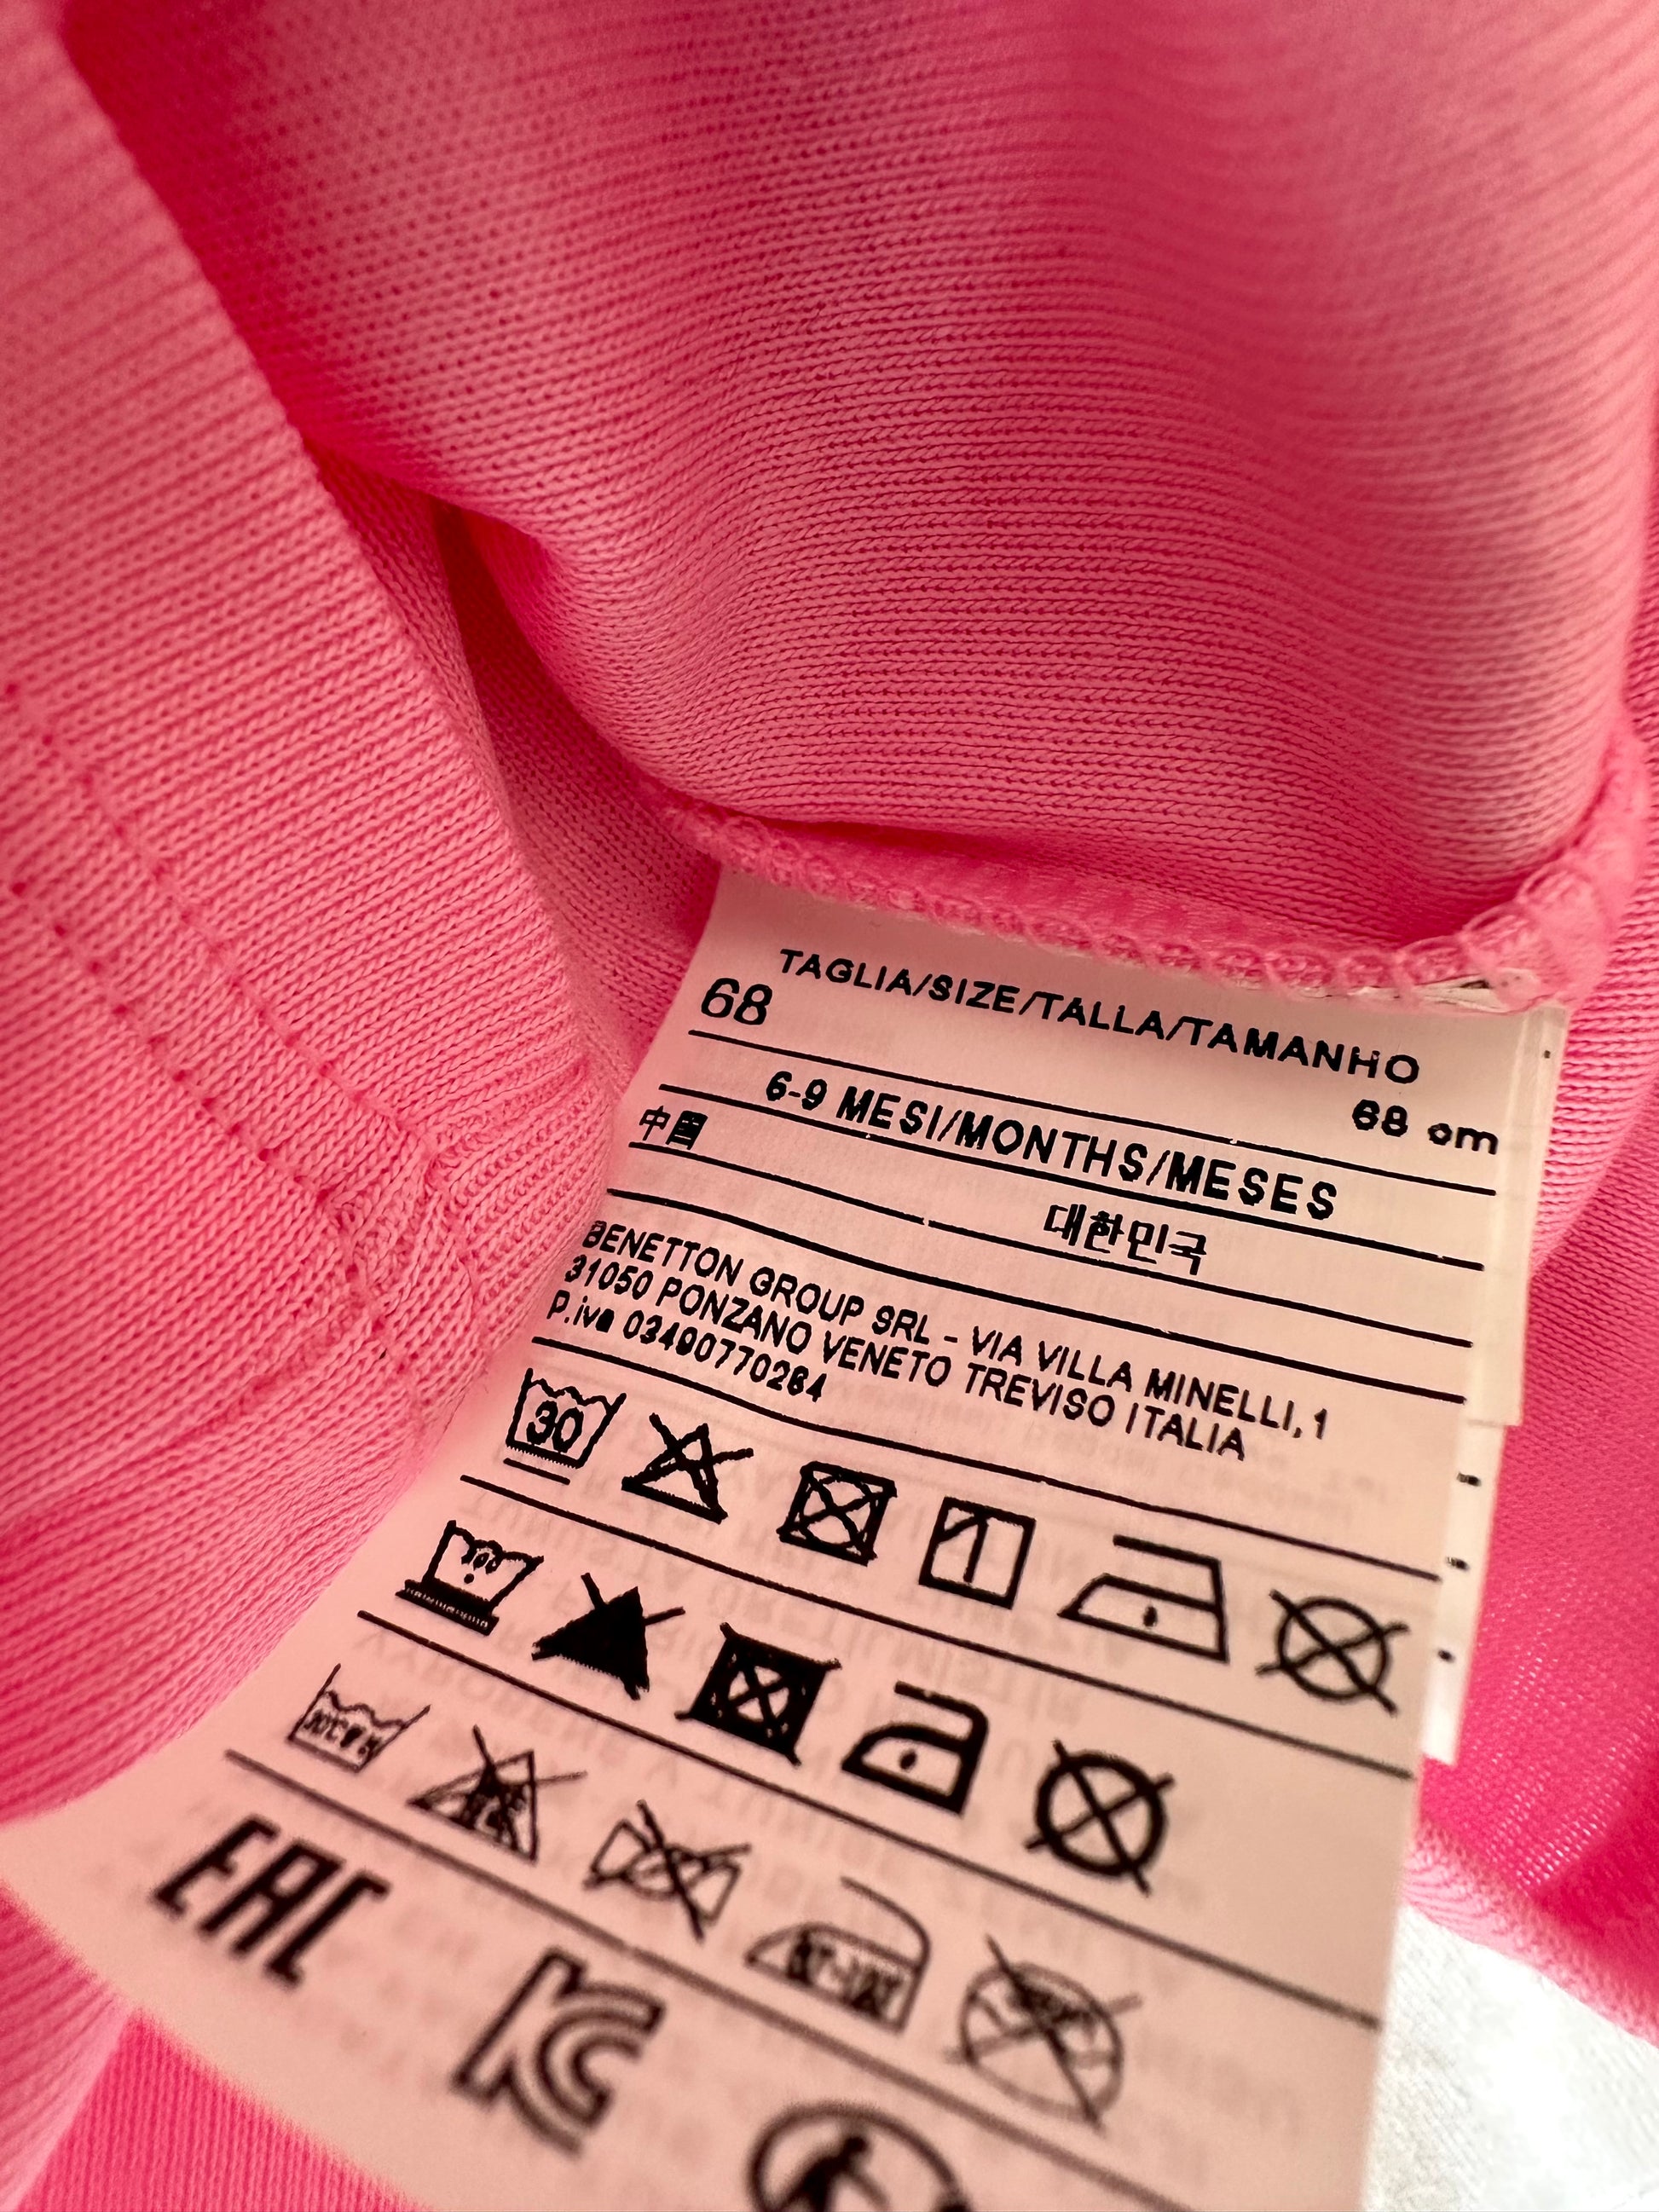 TAGLIA/SIZE/TALLA/TAMANHO
68
68 cm
6-9 MESI/MONTHS/MESES
中国
대한민국
BENETTON GROUP SRL - VIA VILLA MINELLI,1
31050 PONZANO VENETO TREVISO ITALIA
P.iva 03490770264
30
EAC
KC